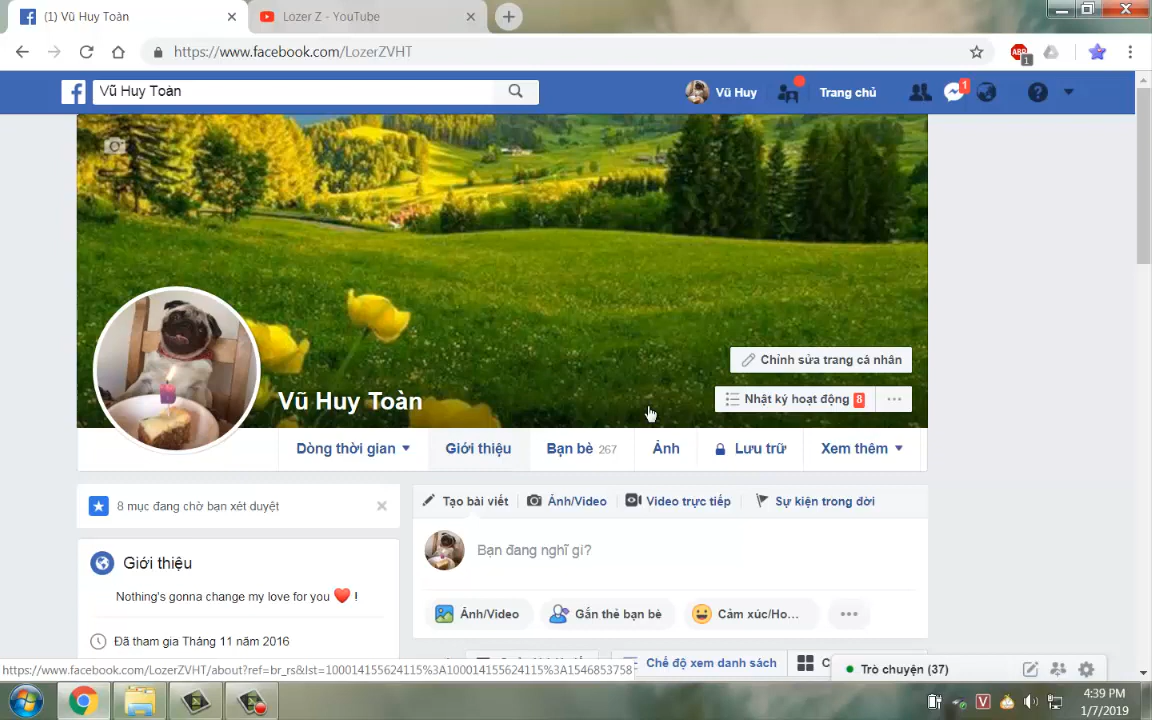 (1) Vũ Huy Toàn
Lozer Z - YouTube
https://www.facebook.com/LozerZVHT
ABP
1
Vũ Huy Toàn
Vũ Huy
Trang chủ
1
Chỉnh sửa trang cá nhân
Nhật ký hoạt động 8
Vũ Huy Toàn
Dòng thời gian
Giới thiệu
Bạn bè 267
Ảnh
Lưu trữ
Xem thêm
8 mục đang chờ bạn xét duyệt
Tạo bài viết
Ảnh/Video
Video trực tiếp
Sự kiện trong đời
Giới thiệu
Bạn đang nghĩ gì?
Nothing's gonna change my love for you ❤ !
Ảnh/Video
Gắn thẻ bạn bè
Cảm xúc/Ho...
Đã tham gia Tháng 11 năm 2016
https://www.facebook.com/LozerZVHT/about?ref=br_rs&lst=100014155624115%3A100014155624115%3A1546853758
Chế độ xem danh sách
Trò chuyện (37)
V
4:39 PM
1/7/2019